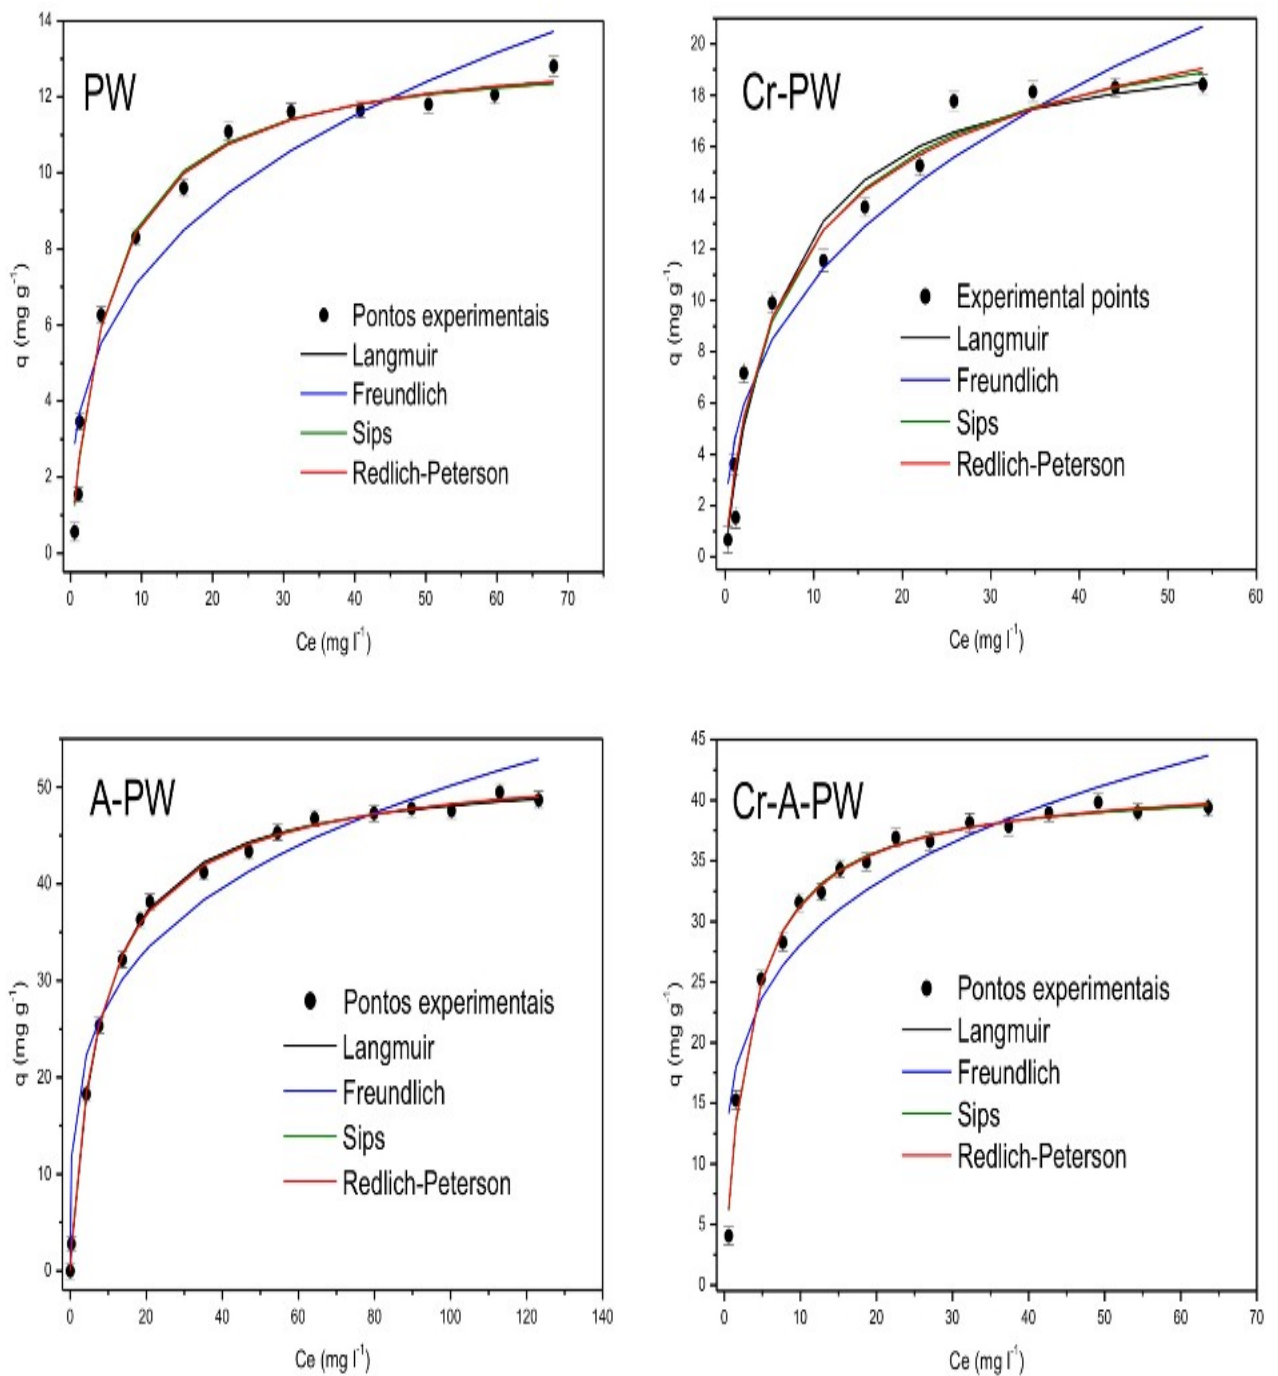 PW
q (mg g⁻¹)
14
12
10
8
6
4
2
0
Pontos experimentais
Langmuir
Freundlich
Sips
Redlich-Peterson
0 10 20 30 40 50 60 70
Ce (mg l⁻¹)
Cr-PW
q (mg g⁻¹)
20
18
16
14
12
10
8
6
4
2
0
Experimental points
Langmuir
Freundlich
Sips
Redlich-Peterson
0 10 20 30 40 50 60
Ce (mg l⁻¹)
A-PW
q (mg g⁻¹)
50
40
30
20
10
0
Pontos experimentais
Langmuir
Freundlich
Sips
Redlich-Peterson
0 20 40 60 80 100 120 140
Ce (mg l⁻¹)
Cr-A-PW
q (mg g⁻¹)
45
40
35
30
25
20
15
10
5
0
Pontos experimentais
Langmuir
Freundlich
Sips
Redlich-Peterson
0 10 20 30 40 50 60 70
Ce (mg l⁻¹)